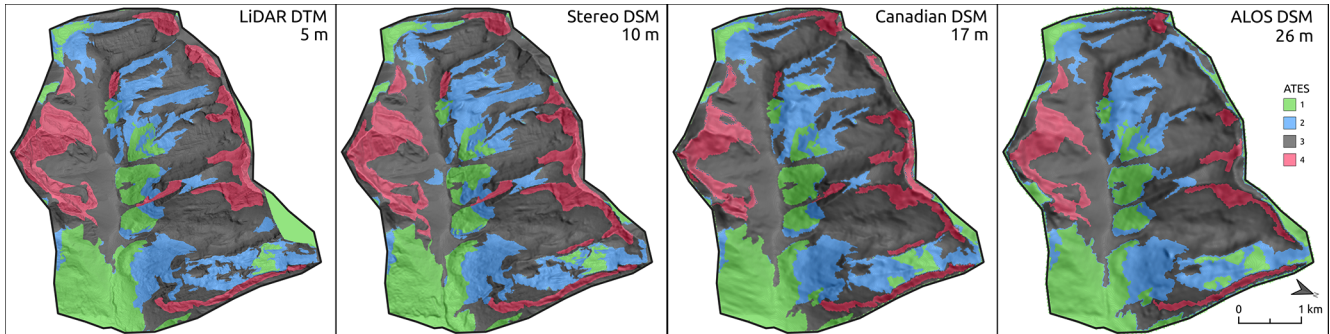 LiDAR DTM
5 m
Stereo DSM
10 m
Canadian DSM
17 m
ALOS DSM
26 m
ATES
1
2
3
4
0 1 km